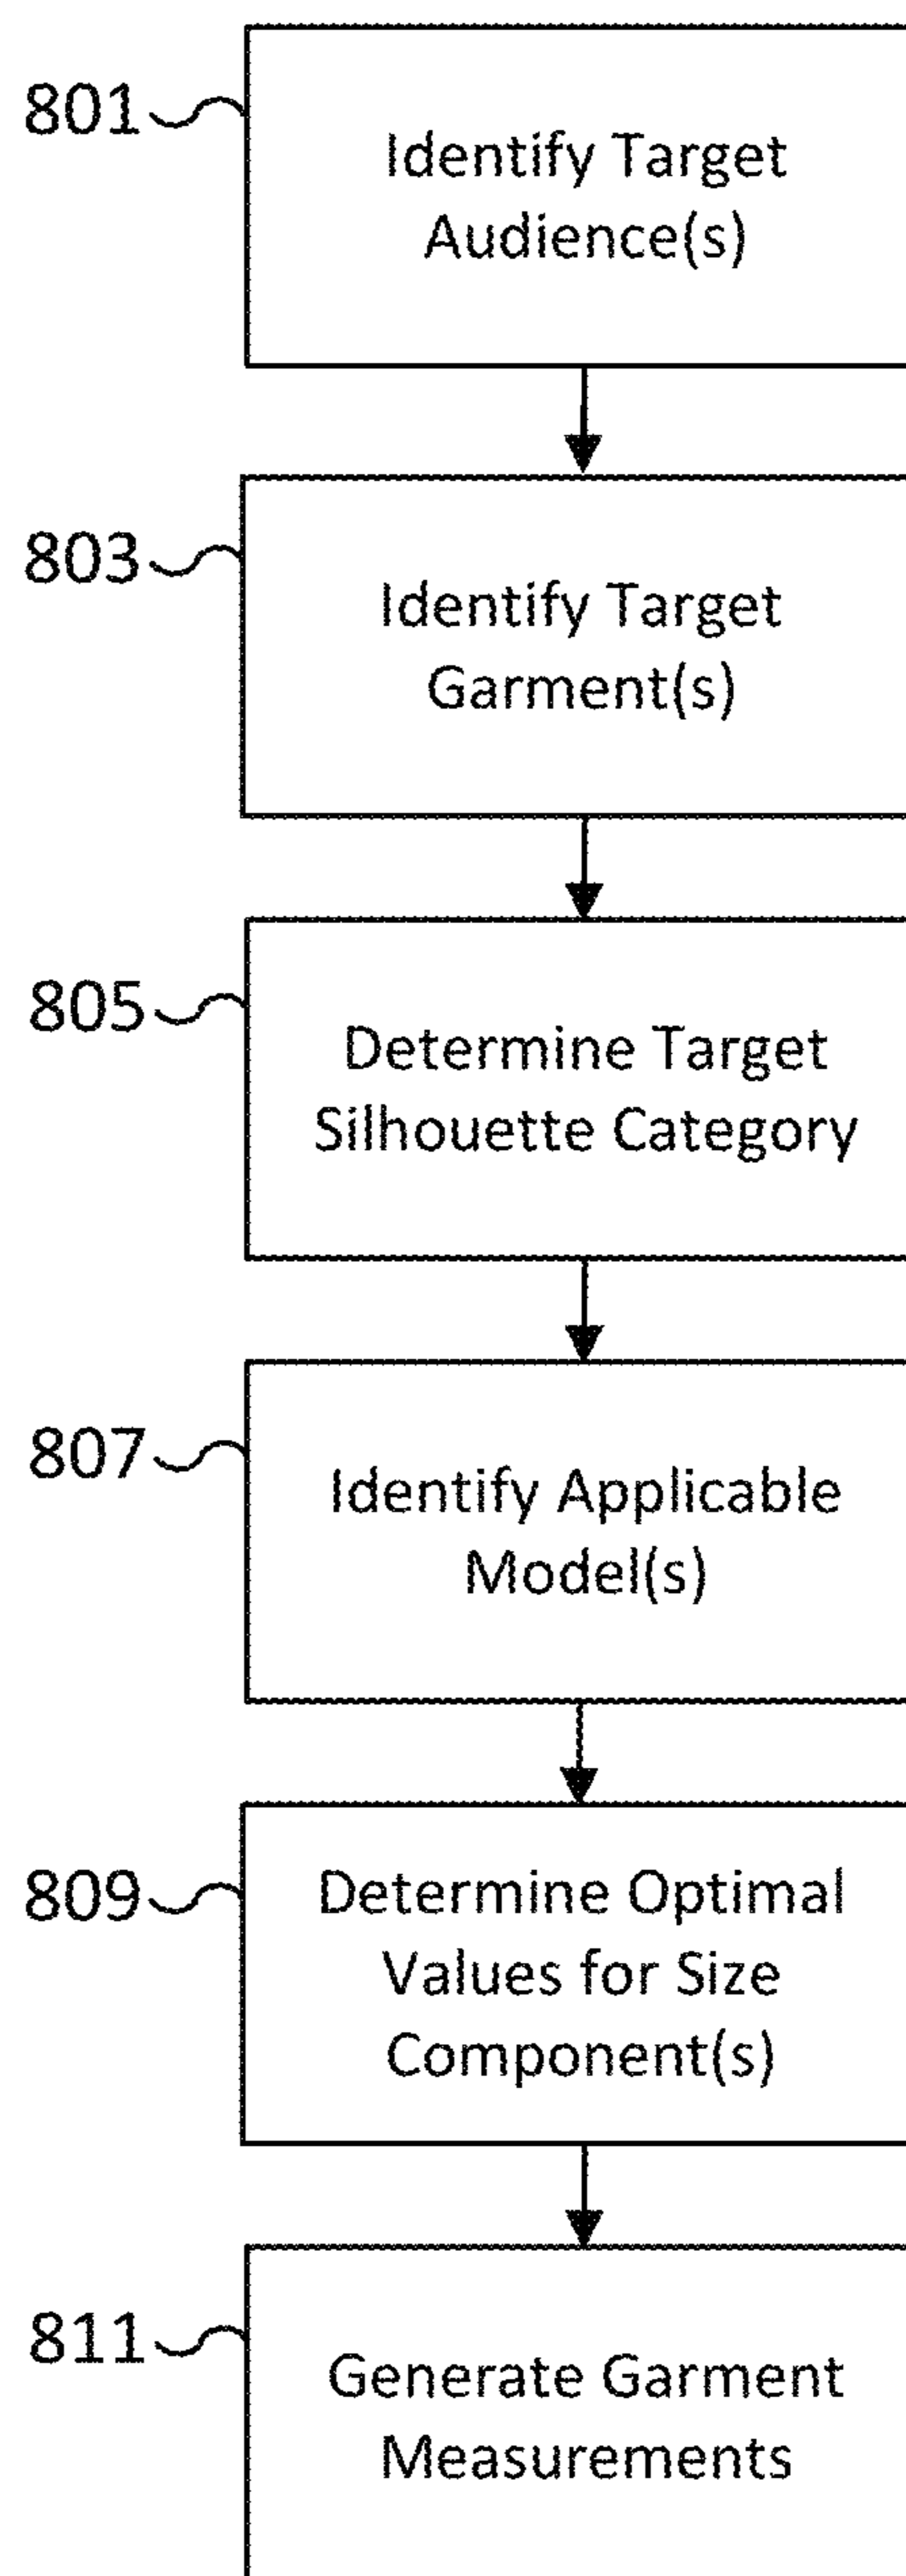 801
Identify Target
Audience(s)
803
Identify Target
Garment(s)
805
Determine Target
Silhouette Category
807
Identify Applicable
Model(s)
809
Determine Optimal
Values for Size
Component(s)
811
Generate Garment
Measurements